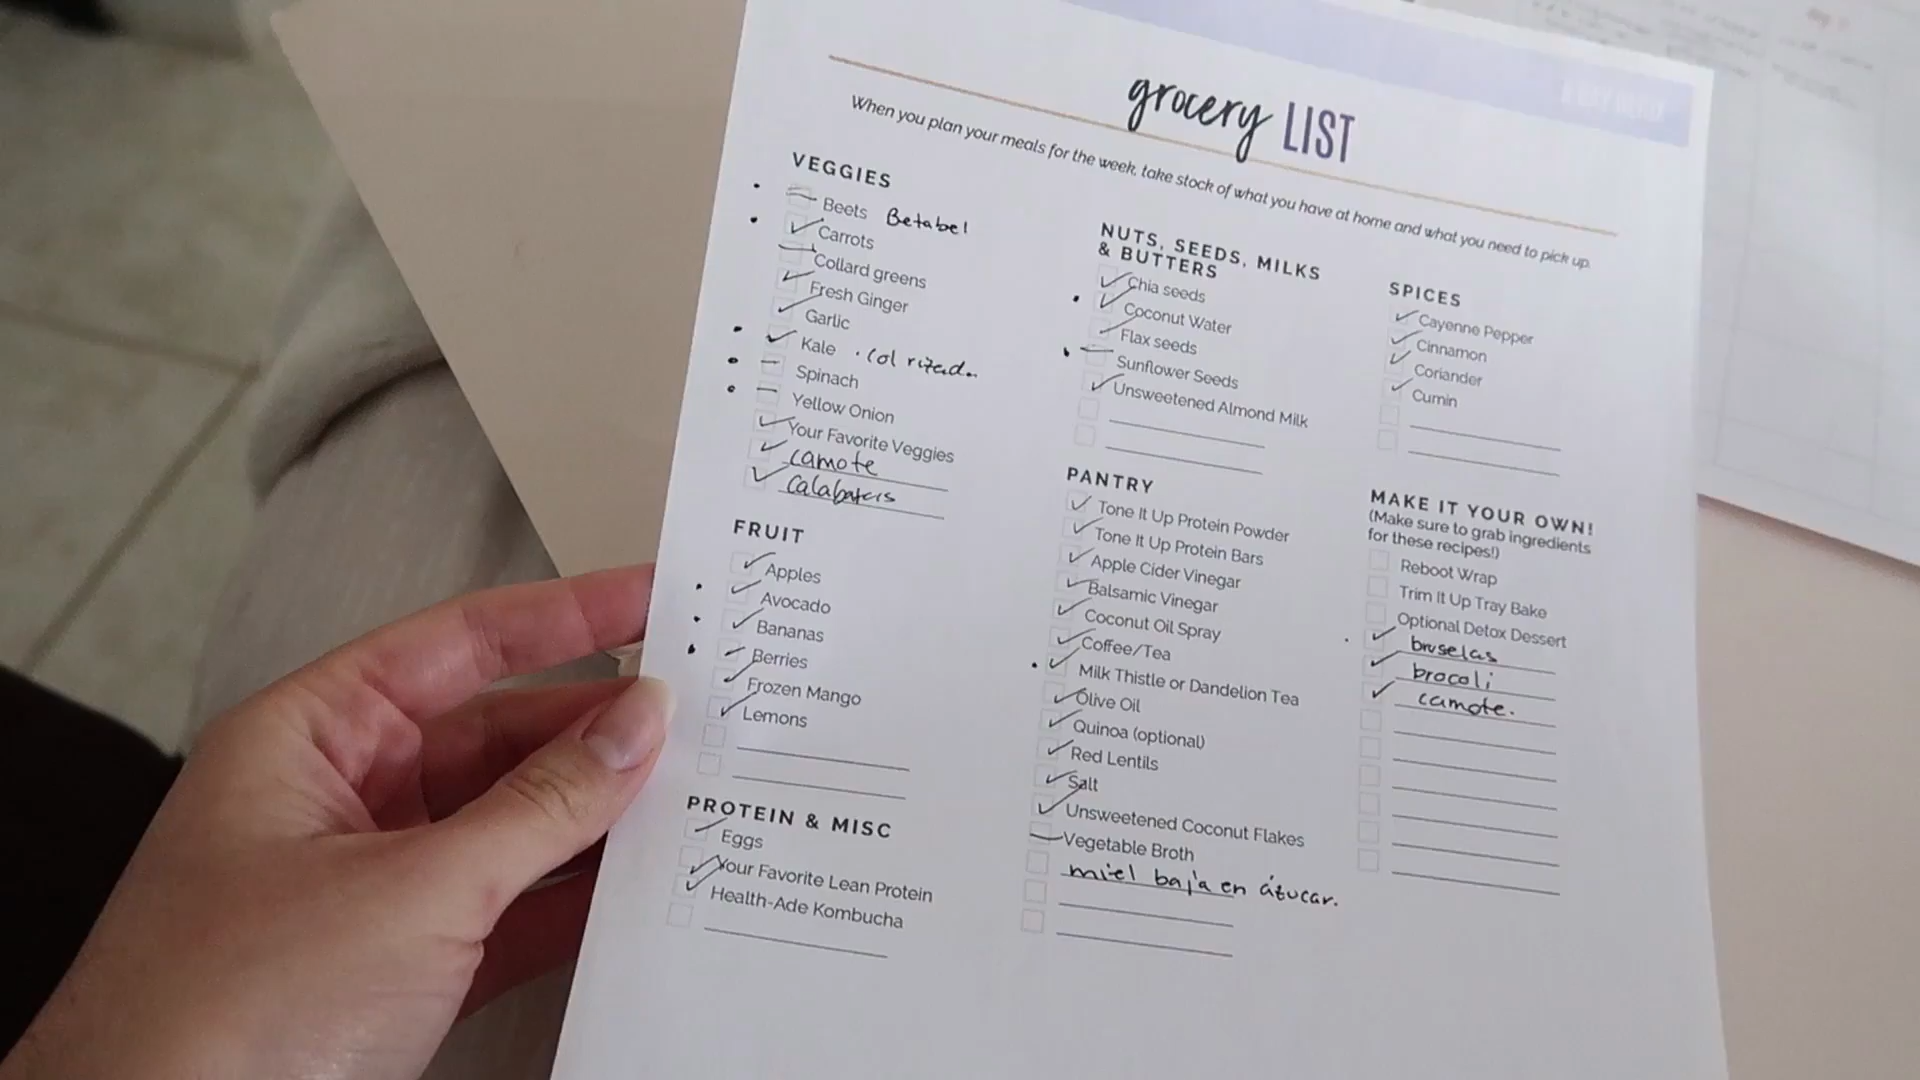 grocery LIST
When you plan your meals for the week, take stock of what you have at home and what you need to pick up.
VEGGIES
Beets Betabel
Carrots
Collard greens
Fresh Ginger
Garlic
Kale . Col rizada.
Spinach
Yellow Onion
Your Favorite Veggies
camote
calabacis
FRUIT
Apples
Avocado
Bananas
Berries
Frozen Mango
Lemons
PROTEIN & MISC
Eggs
Your Favorite Lean Protein
Health-Ade Kombucha
NUTS, SEEDS, MILKS
& BUTTERS
Chia seeds
Coconut Water
Flax seeds
Sunflower Seeds
Unsweetened Almond Milk
PANTRY
Tone It Up Protein Powder
Tone It Up Protein Bars
Apple Cider Vinegar
Balsamic Vinegar
Coconut Oil Spray
Coffee/Tea
Milk Thistle or Dandelion Tea
Olive Oil
Quinoa (optional)
Red Lentils
Salt
Unsweetened Coconut Flakes
Vegetable Broth
miel baja en ázucar.
SPICES
Cayenne Pepper
Cinnamon
Coriander
Cumin
MAKE IT YOUR OWN!
(Make sure to grab ingredients
for these recipes!)
Reboot Wrap
Trim It Up Tray Bake
Optional Detox Dessert
bruselas
brocoli
camote.